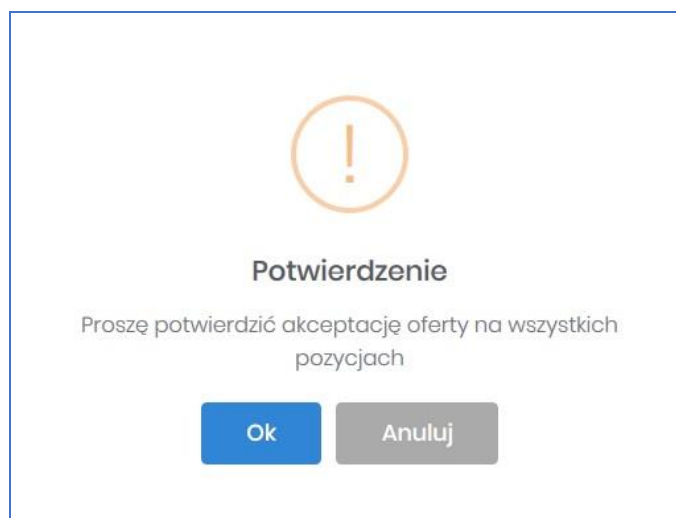 !
Potwierdzenie
Proszę potwierdzić akceptację oferty na wszystkich
pozycjach
Ok
Anuluj